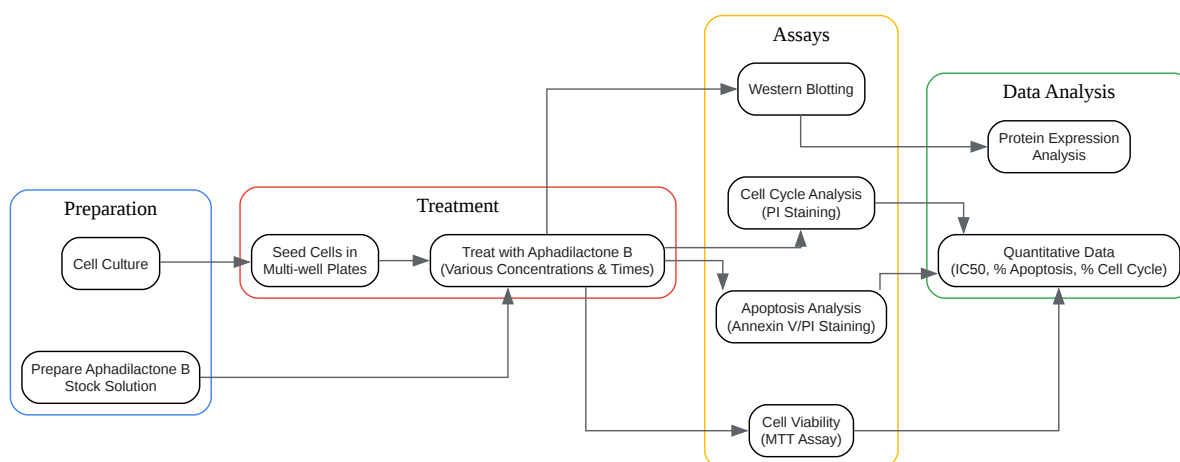 Preparation
Cell Culture
Prepare Aphadilactone B
Stock Solution
Treatment
Seed Cells in
Multi-well Plates
Treat with Aphadilactone B
(Various Concentrations & Times)
Assays
Western Blotting
Cell Cycle Analysis
(PI Staining)
Apoptosis Analysis
(Annexin V/PI Staining)
Cell Viability
(MTT Assay)
Data Analysis
Protein Expression
Analysis
Quantitative Data
(IC50, % Apoptosis, % Cell Cycle)